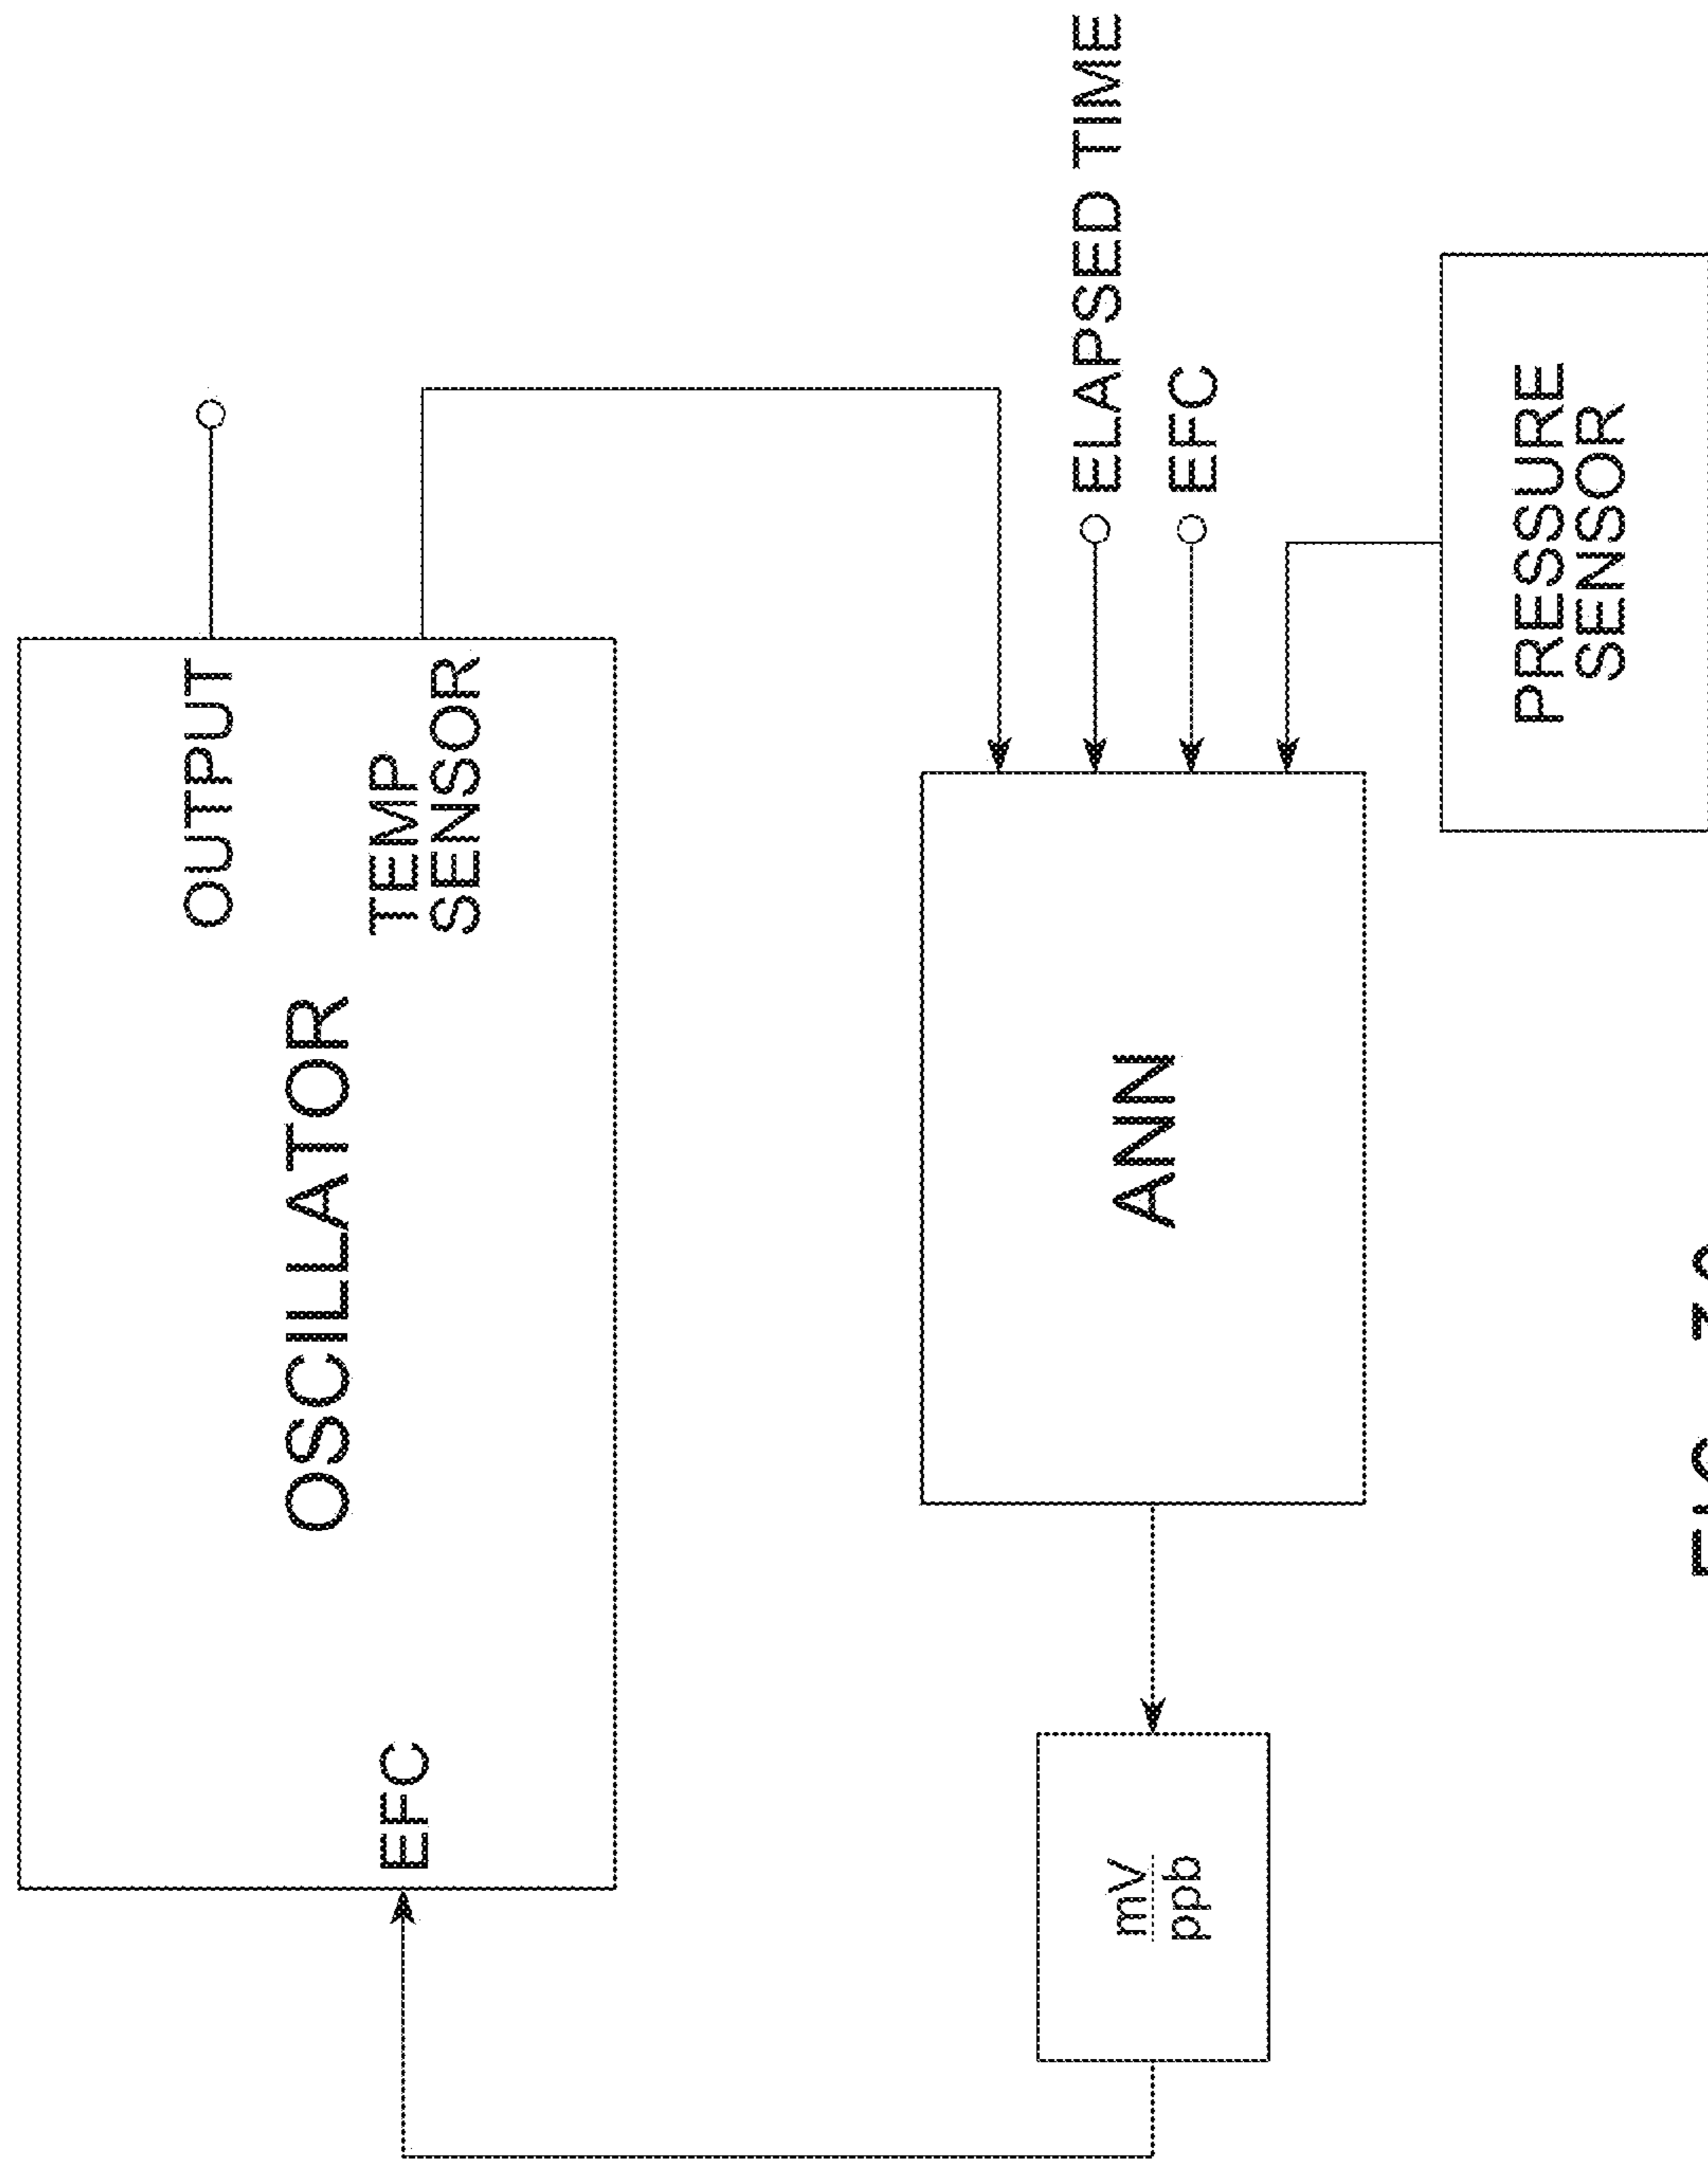 OSCILLATOR
OUTPUT
TEMP
SENSOR
EFC
ELAPSED TIME
EFC
ANN
mV
ppb
PRESSURE
SENSOR